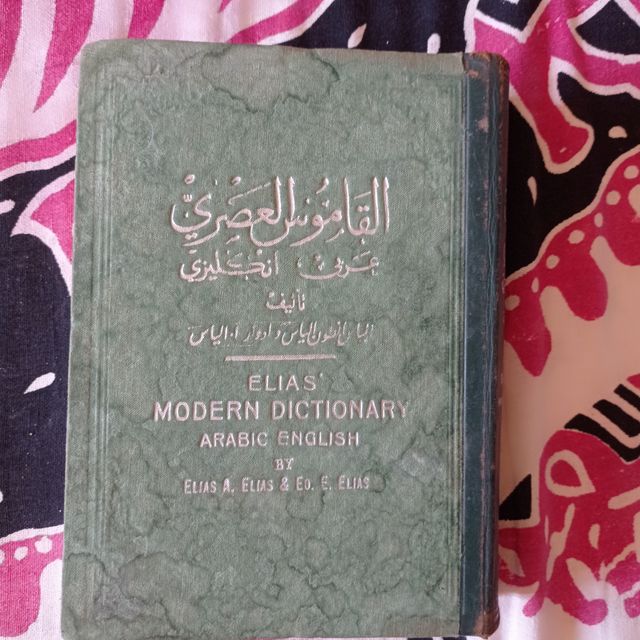 القاموس العصري
عربي انكليزي
تأليف
الياس انطون الياس وادوار ا. الياس
ELIAS'
MODERN DICTIONARY
ARABIC ENGLISH
BY
ELIAS A. ELIAS & ED. E. ELIAS